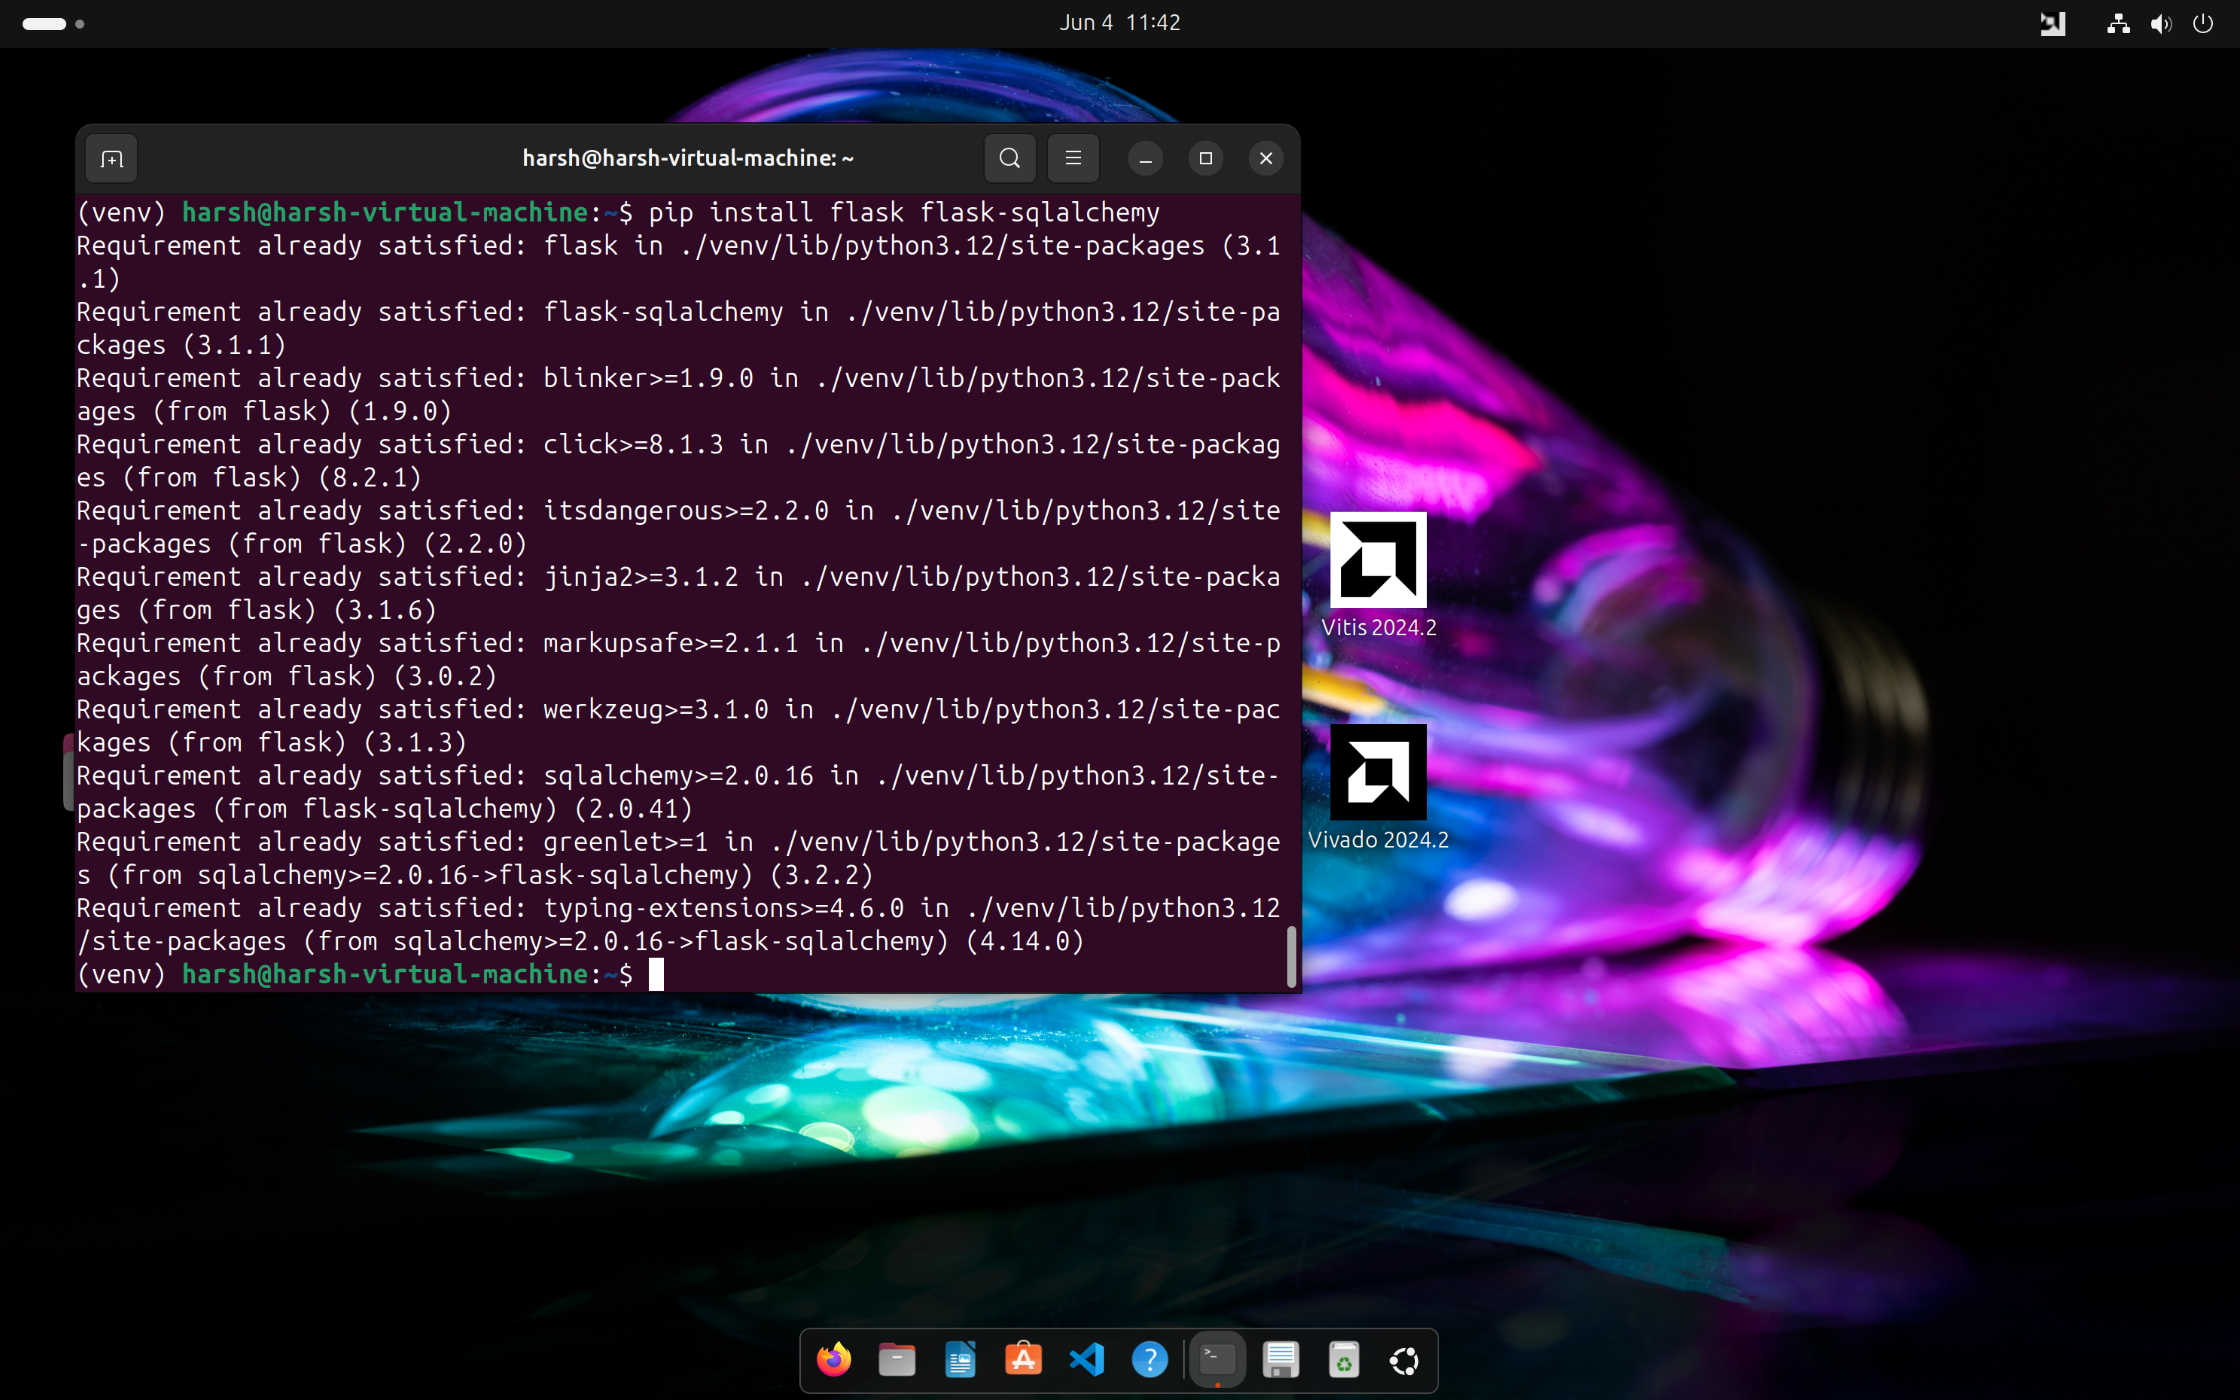 Jun 4 11:42
harsh@harsh-virtual-machine: ~
(venv) harsh@harsh-virtual-machine:~$ pip install flask flask-sqlalchemy
Requirement already satisfied: flask in ./venv/lib/python3.12/site-packages (3.1
.1)
Requirement already satisfied: flask-sqlalchemy in ./venv/lib/python3.12/site-pa
ckages (3.1.1)
Requirement already satisfied: blinker>=1.9.0 in ./venv/lib/python3.12/site-pack
ages (from flask) (1.9.0)
Requirement already satisfied: click>=8.1.3 in ./venv/lib/python3.12/site-packag
es (from flask) (8.2.1)
Requirement already satisfied: itsdangerous>=2.2.0 in ./venv/lib/python3.12/site
-packages (from flask) (2.2.0)
Requirement already satisfied: jinja2>=3.1.2 in ./venv/lib/python3.12/site-packa
ges (from flask) (3.1.6)
Requirement already satisfied: markupsafe>=2.1.1 in ./venv/lib/python3.12/site-p
ackages (from flask) (3.0.2)
Requirement already satisfied: werkzeug>=3.1.0 in ./venv/lib/python3.12/site-pac
kages (from flask) (3.1.3)
Requirement already satisfied: sqlalchemy>=2.0.16 in ./venv/lib/python3.12/site-
packages (from flask-sqlalchemy) (2.0.41)
Requirement already satisfied: greenlet>=1 in ./venv/lib/python3.12/site-package
s (from sqlalchemy>=2.0.16->flask-sqlalchemy) (3.2.2)
Requirement already satisfied: typing-extensions>=4.6.0 in ./venv/lib/python3.12
/site-packages (from sqlalchemy>=2.0.16->flask-sqlalchemy) (4.14.0)
(venv) harsh@harsh-virtual-machine:~$
Vitis 2024.2
Vivado 2024.2